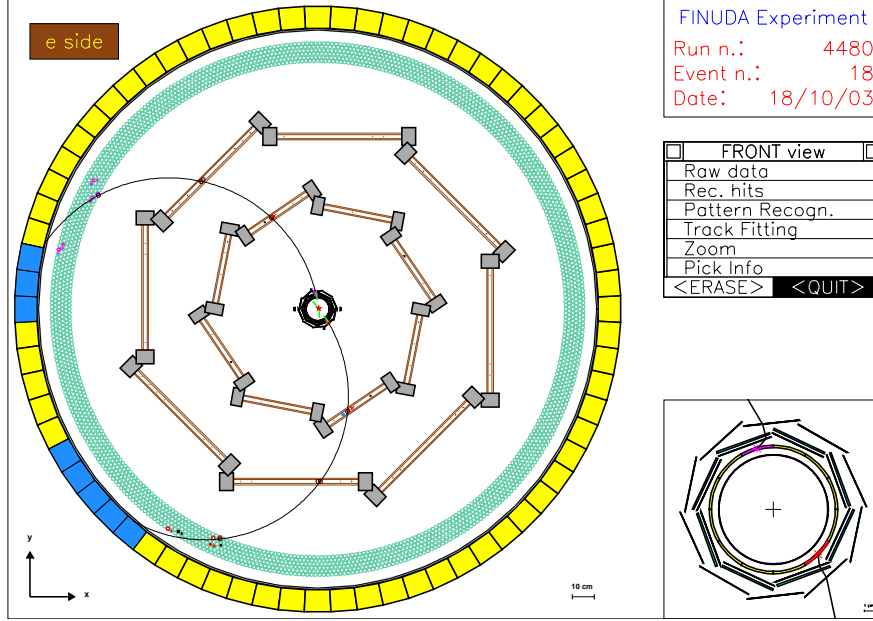 e side
y
x
10 cm
FINUDA Experiment
Run n.: 4480
Event n.: 18
Date: 18/10/03
FRONT view
Raw data
Rec. hits
Pattern Recogn.
Track Fitting
Zoom
Pick Info
<ERASE> <QUIT>